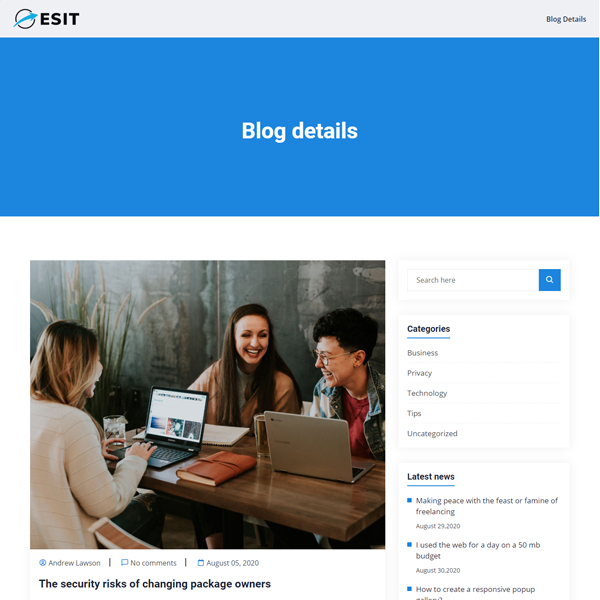 ESIT
Blog Details
Blog details
Search here
Categories
Business
Privacy
Technology
Tips
Uncategorized
Latest news
Making peace with the feast or famine of
freelancing
August 29,2020
I used the web for a day on a 50 mb
budget
August 30,2020
How to create a responsive popup
gallery?
Andrew Lawson | No comments | August 05, 2020
The security risks of changing package owners